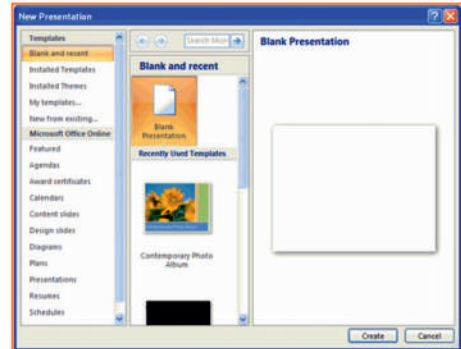 New Presentation
Templates
Blank and recent
Installed Templates
Installed Themes
My templates...
New from existing...
Microsoft Office Online
Featured
Agendas
Award certificates
Calendars
Content slides
Design slides
Diagrams
Plans
Presentations
Resumes
Schedules
Search
Blank and recent
Blank
Presentation
Recently Used Templates
Contemporary Photo
Album
Blank Presentation
Create
Cancel